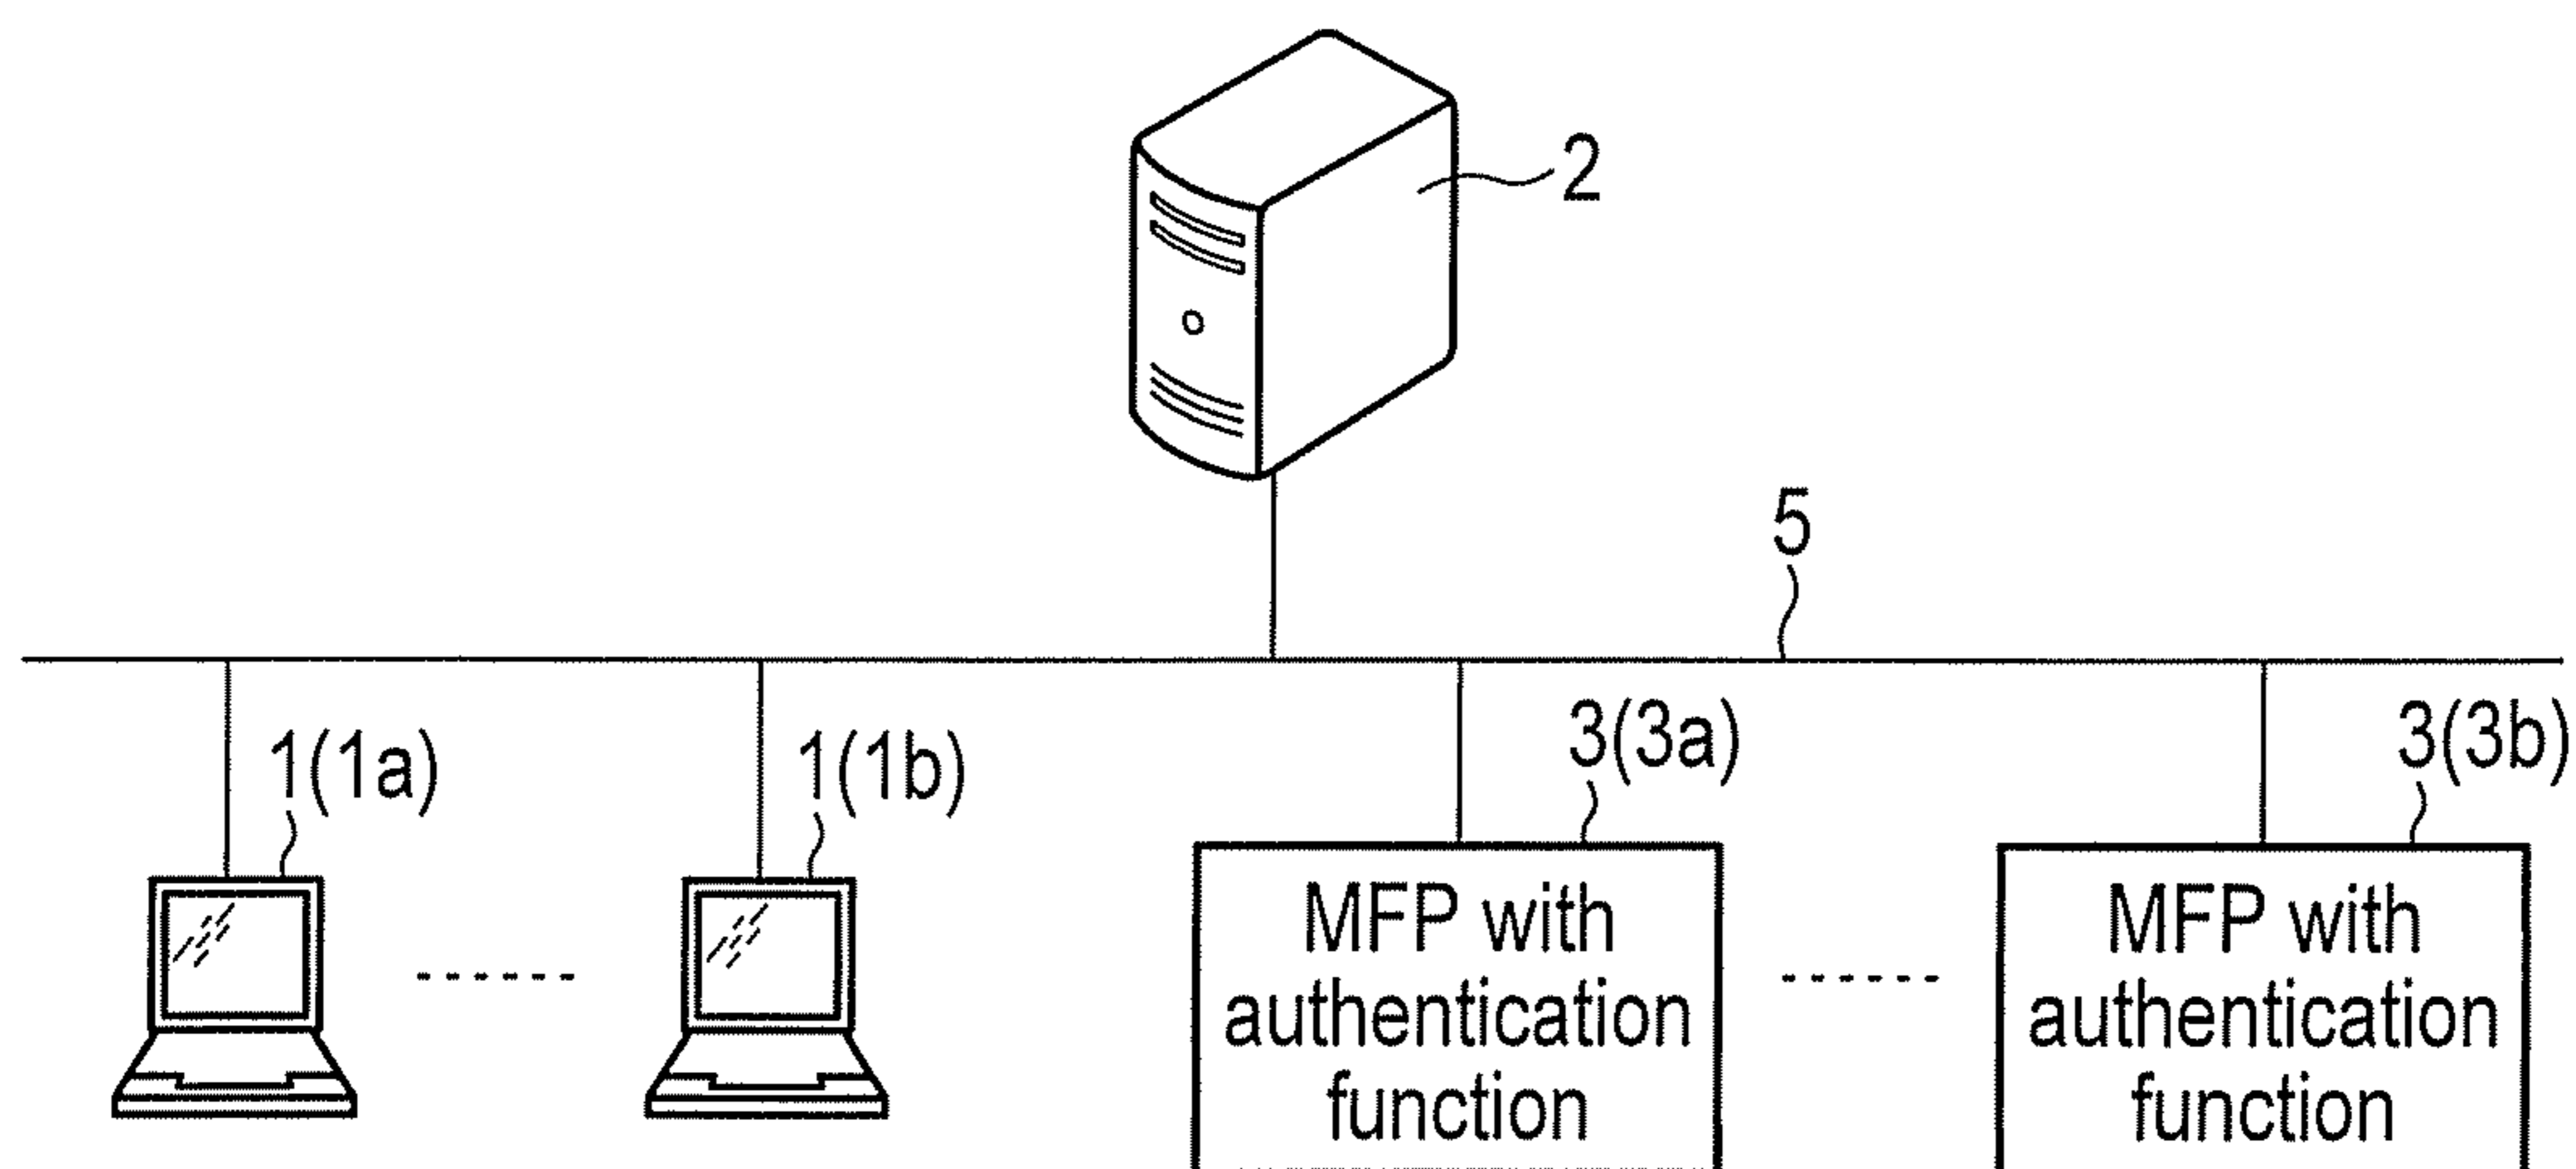 2
5
1(1a)
1(1b)
3(3a)
3(3b)
MFP with
authentication
function
MFP with
authentication
function